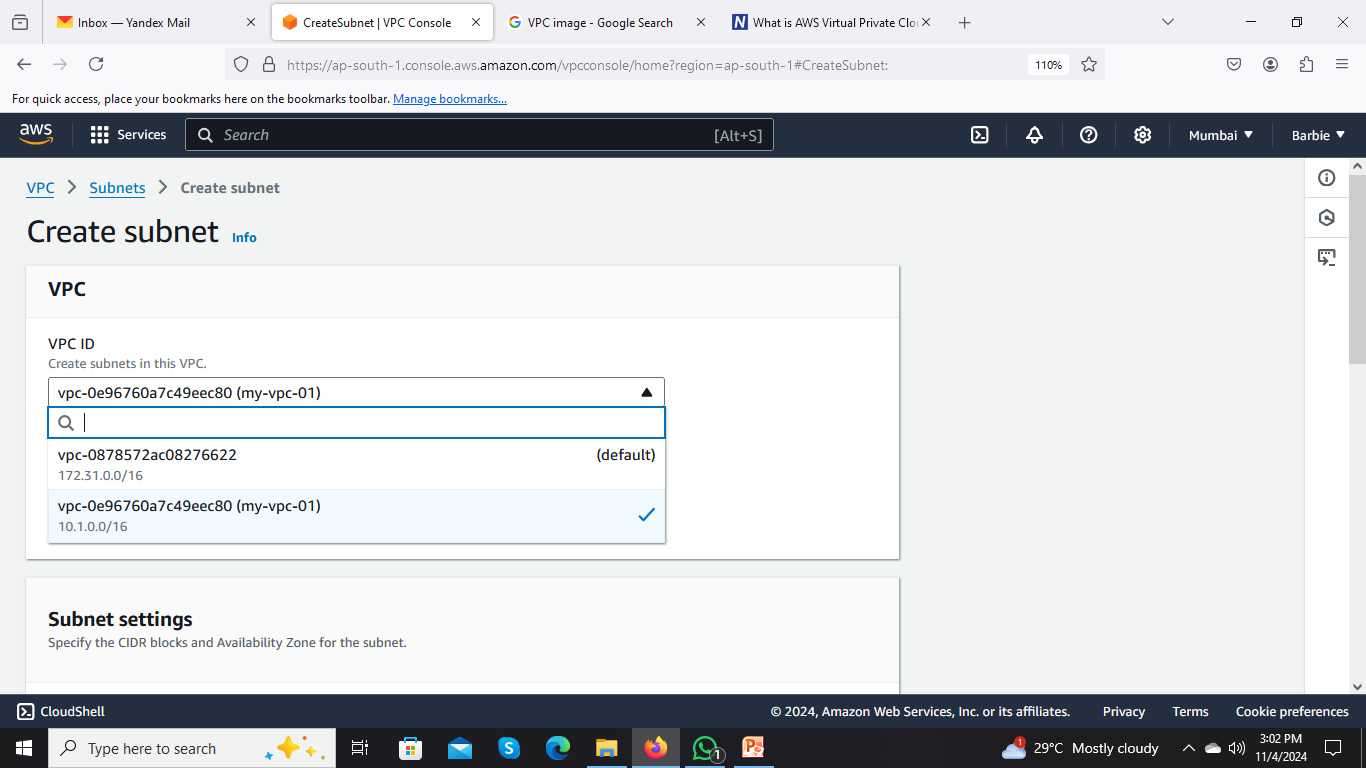 Inbox — Yandex Mail
CreateSubnet | VPC Console
VPC image - Google Search
What is AWS Virtual Private Clo
https://ap-south-1.console.aws.amazon.com/vpcconsole/home?region=ap-south-1#CreateSubnet:
110%
For quick access, place your bookmarks here on the bookmarks toolbar. Manage bookmarks...
aws
Services
Search
[Alt+S]
Mumbai
Barbie
VPC
Subnets
Create subnet
Create subnet
Info
VPC
VPC ID
Create subnets in this VPC.
vpc-0e96760a7c49eec80 (my-vpc-01)
vpc-0878572ac08276622 (default)
172.31.0.0/16
vpc-0e96760a7c49eec80 (my-vpc-01)
10.1.0.0/16
Subnet settings
Specify the CIDR blocks and Availability Zone for the subnet.
CloudShell
© 2024, Amazon Web Services, Inc. or its affiliates.
Privacy
Terms
Cookie preferences
Type here to search
1
1
29°C Mostly cloudy
3:02 PM
11/4/2024